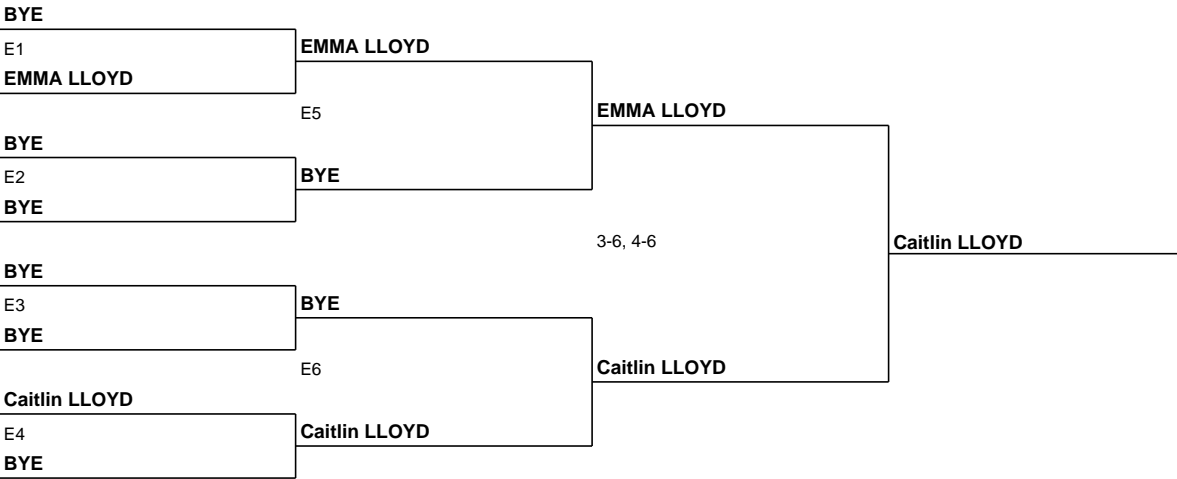 BYE
E1
EMMA LLOYD
EMMA LLOYD
E5
EMMA LLOYD
BYE
E2
BYE
BYE
3-6, 4-6
Caitlin LLOYD
BYE
E3
BYE
BYE
E6
Caitlin LLOYD
Caitlin LLOYD
E4
Caitlin LLOYD
BYE